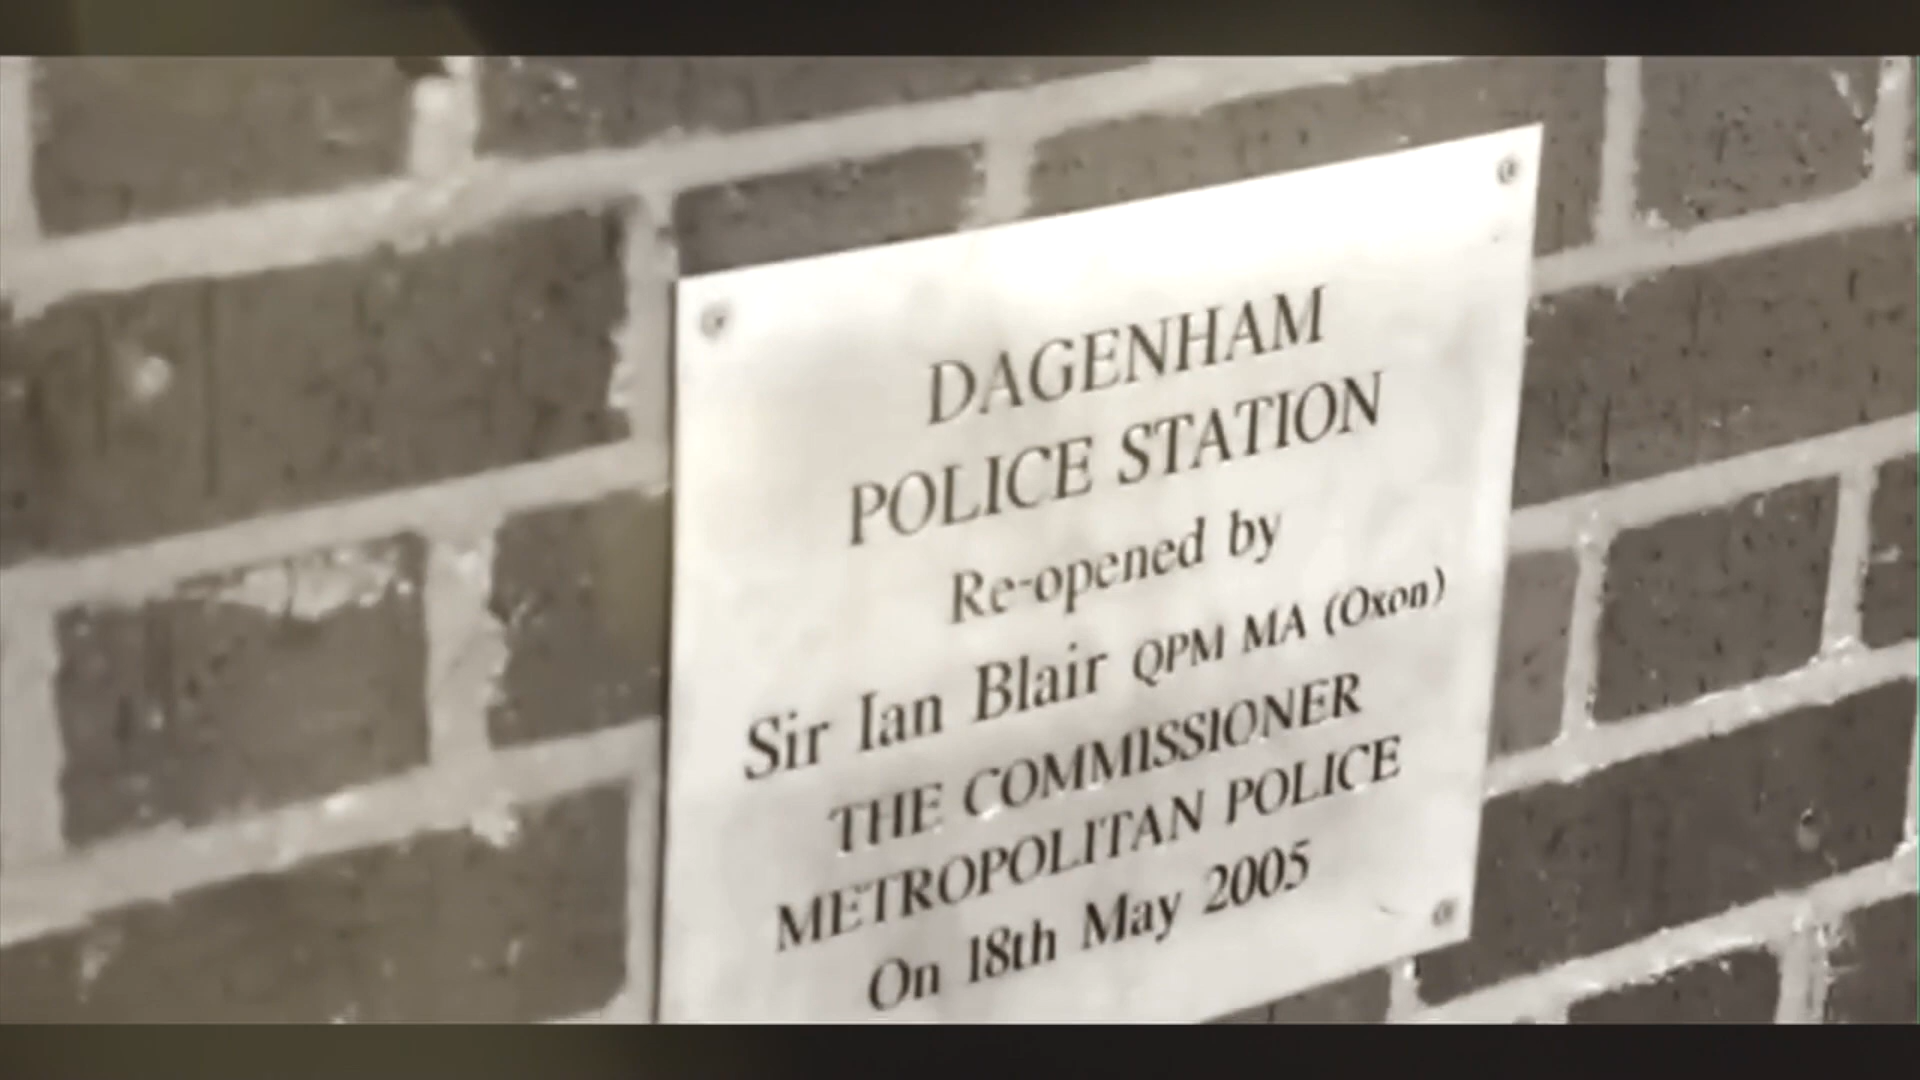 DAGENHAM
POLICE STATION
Re-opened by
Sir Ian Blair QPM MA (Oxon)
THE COMMISSIONER
METROPOLITAN POLICE
On 18th May 2005